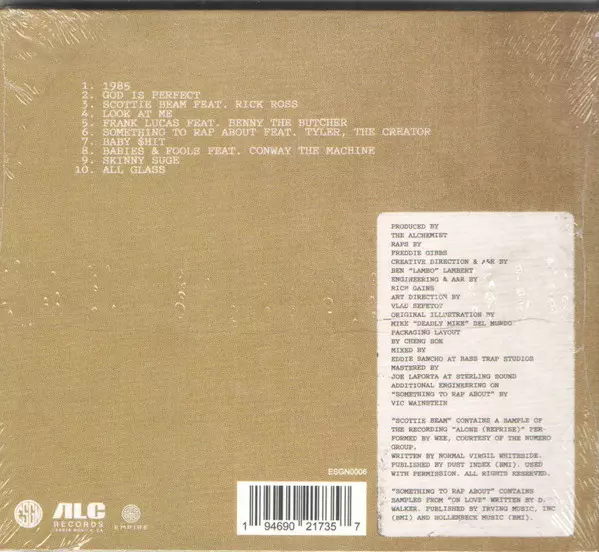 1. 1985
2. GOD IS PERFECT
3. SCOTTIE BEAM FEAT. RICK ROSS
4. LOOK AT ME
5. FRANK LUCAS FEAT. BENNY THE BUTCHER
6. SOMETHING TO RAP ABOUT FEAT. TYLER, THE CREATOR
7. BABY $HIT
8. BABIES & FOOLS FEAT. CONWAY THE MACHINE
9. SKINNY SUGE
10. ALL GLASS
PRODUCED BY
THE ALCHEMIST
RAPS BY
FREDDIE GIBBS
CREATIVE DIRECTION & A&R BY
BEN "LAMBO" LAMBERT
ENGINEERING & A&R BY
RICH GAINS
ART DIRECTION BY
VLAD SEPETOV
ORIGINAL ILLUSTRATION BY
MIKE "DEADLY MIKE" DEL MUNDO
PACKAGING LAYOUT
BY CHENG SOK
MIXED BY
EDDIE SANCHO AT BASS TRAP STUDIOS
MASTERED BY
JOE LAPORTA AT STERLING SOUND
ADDITIONAL ENGINEERING ON
"SOMETHING TO RAP ABOUT" BY
VIC WAINSTEIN
"SCOTTIE BEAM" CONTAINS A SAMPLE OF
THE RECORDING "ALONE (REPRISE)" PER-
FORMED BY WEE, COURTESY OF THE NUMERO
GROUP.
WRITTEN BY NORMAL VIRGIL WHITESIDE.
PUBLISHED BY DUST INDEX (BMI). USED
WITH PERMISSION. ALL RIGHTS RESERVED.
"SOMETHING TO RAP ABOUT" CONTAINS
SAMPLES FROM "ON LOVE" WRITTEN BY D.
WALKER. PUBLISHED BY IRVING MUSIC, INC
(BMI) AND HOLLENBECK MUSIC (BMI).
ESGN0006
ESGN
ALC
RECORDS
EMPIRE
1 94690 21735 7